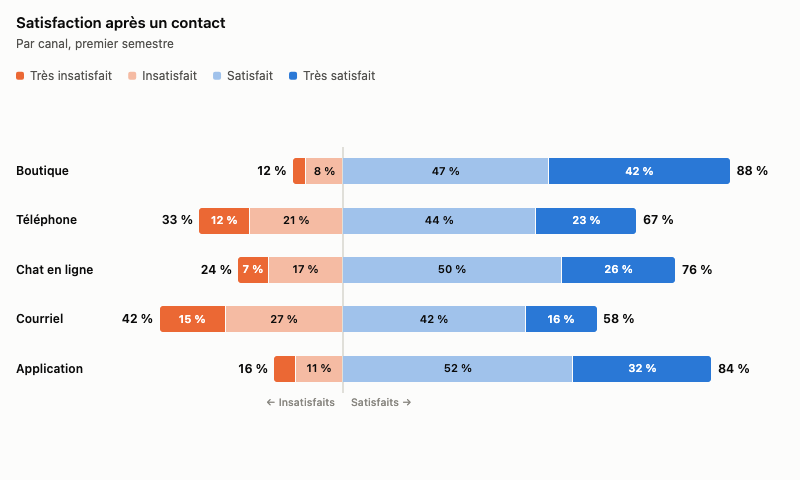 Satisfaction après un contact
Par canal, premier semestre
Très insatisfait Insatisfait Satisfait Très satisfait
Boutique 12 % 8 % 47 % 42 % 88 %
Téléphone 33 % 12 % 21 % 44 % 23 % 67 %
Chat en ligne 24 % 7 % 17 % 50 % 26 % 76 %
Courriel 42 % 15 % 27 % 42 % 16 % 58 %
Application 16 % 11 % 52 % 32 % 84 %
← Insatisfaits Satisfaits →